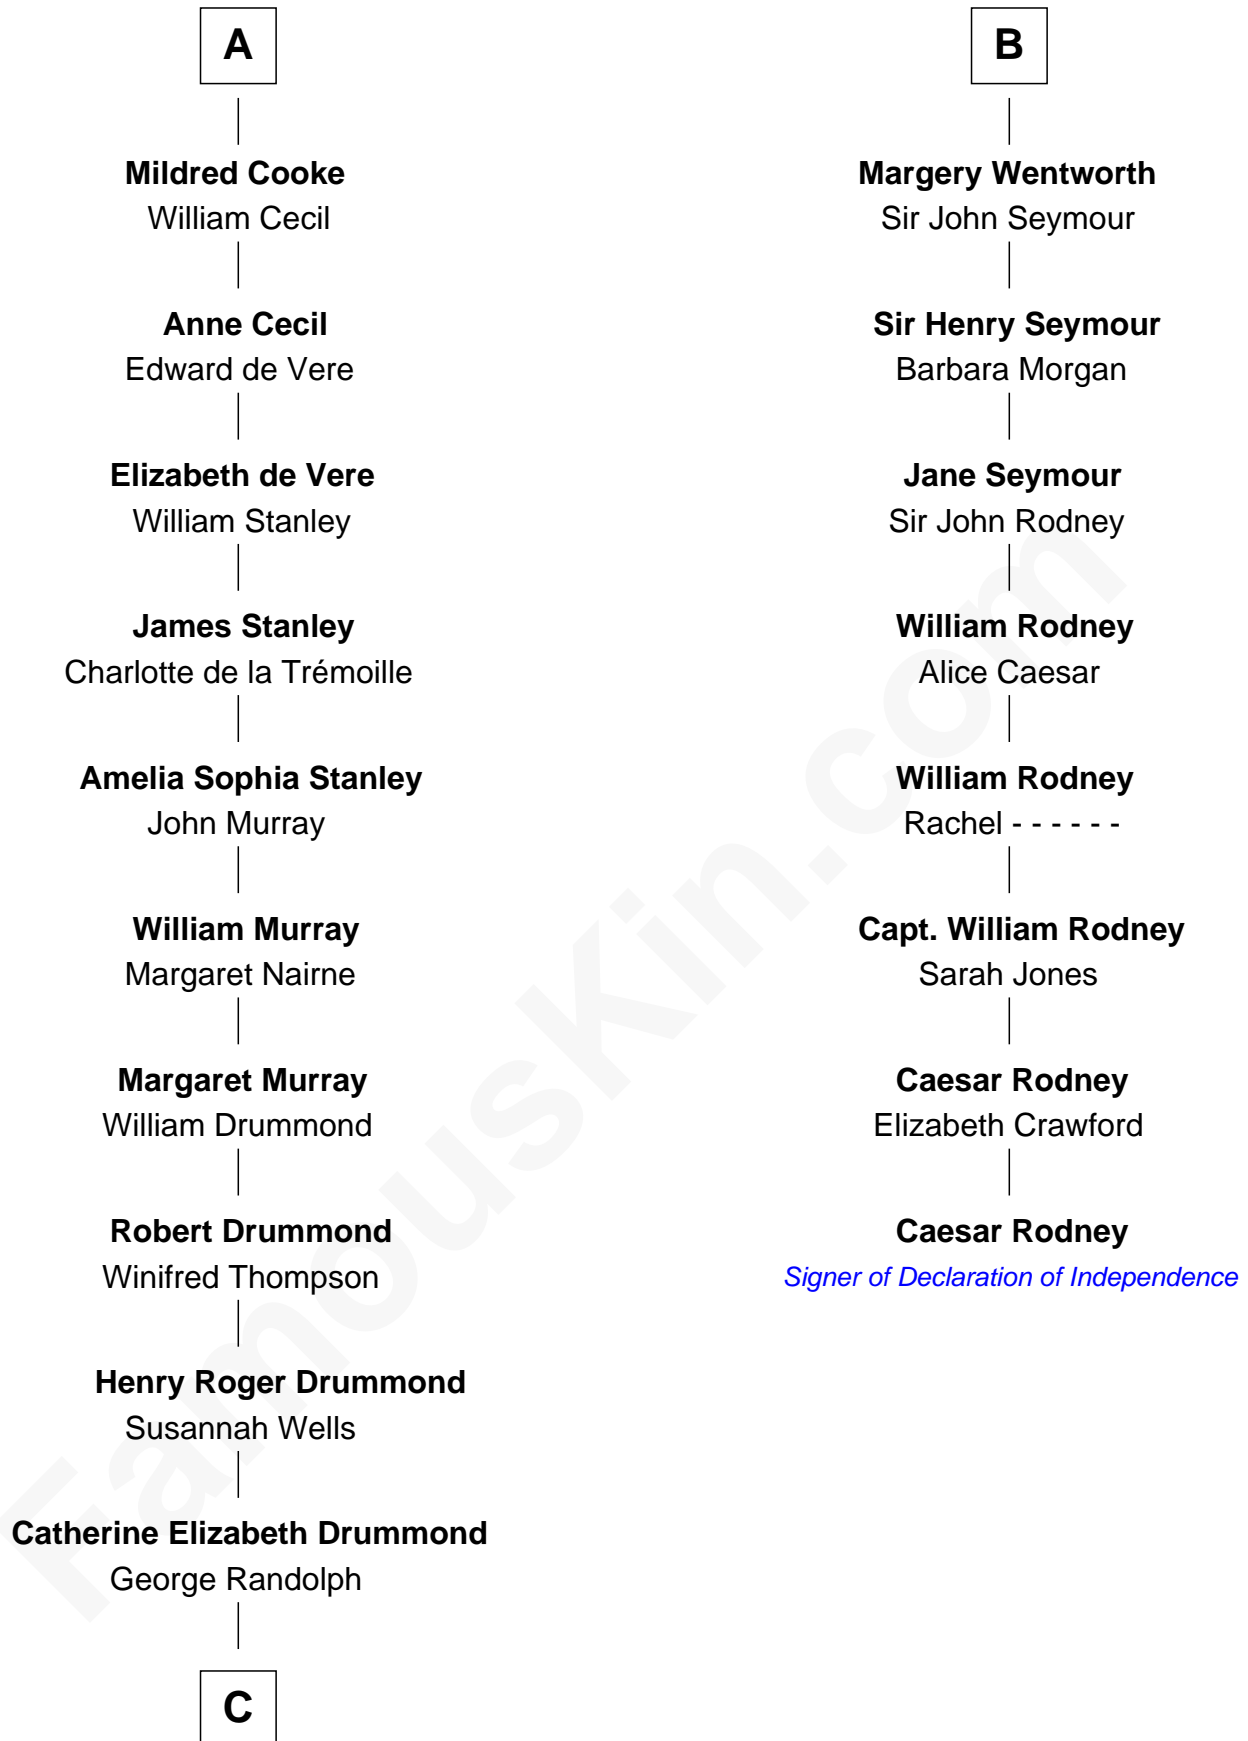 A
Mildred Cooke
William Cecil
Anne Cecil
Edward de Vere
Elizabeth de Vere
William Stanley
James Stanley
Charlotte de la Trémoille
Amelia Sophia Stanley
John Murray
William Murray
Margaret Nairne
Margaret Murray
William Drummond
Robert Drummond
Winifred Thompson
Henry Roger Drummond
Susannah Wells
Catherine Elizabeth Drummond
George Randolph
C
B
Margery Wentworth
Sir John Seymour
Sir Henry Seymour
Barbara Morgan
Jane Seymour
Sir John Rodney
William Rodney
Alice Caesar
William Rodney
Rachel - - - - - -
Capt. William Rodney
Sarah Jones
Caesar Rodney
Elizabeth Crawford
Caesar Rodney
Signer of Declaration of Independence
FamousKin.com